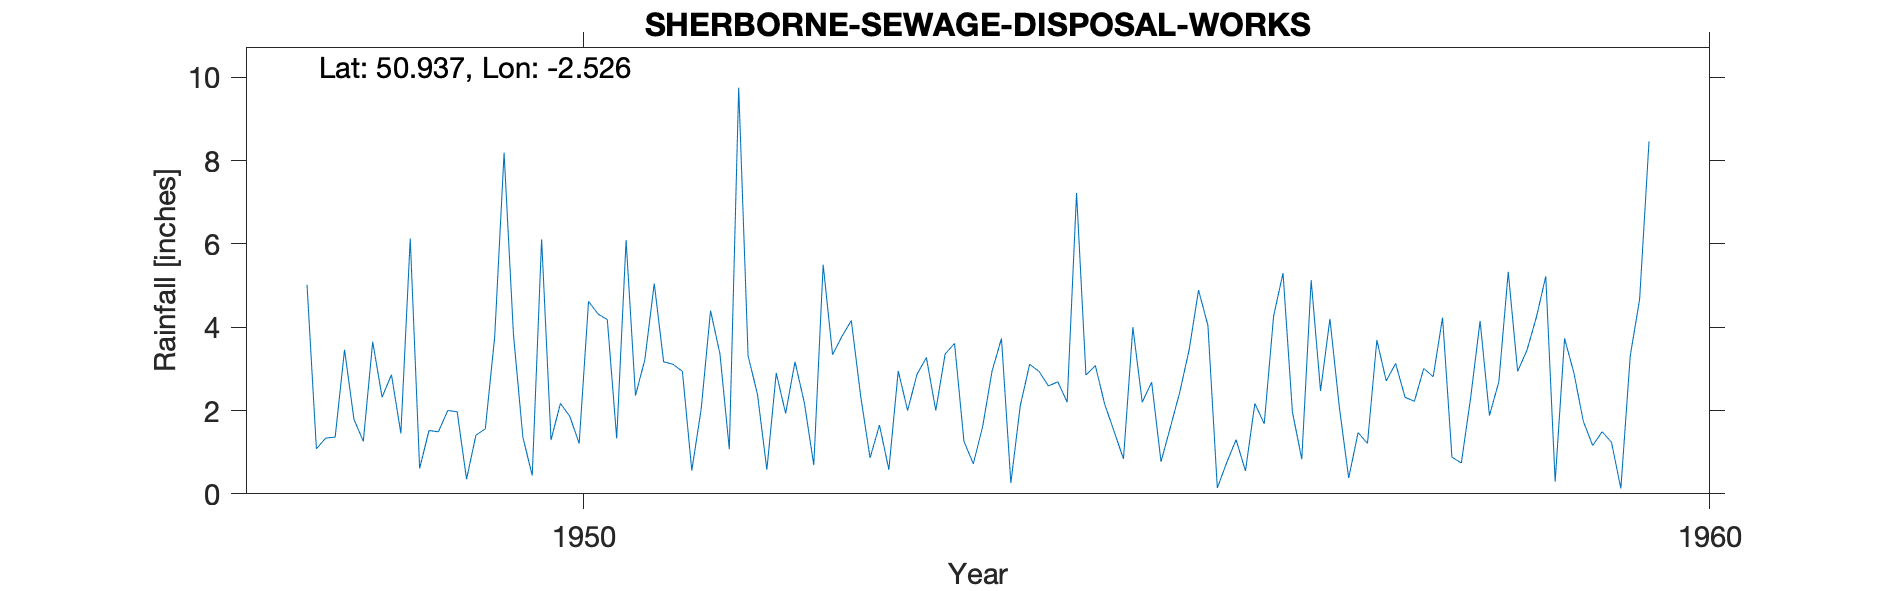 SHERBORNE-SEWAGE-DISPOSAL-WORKS
Lat: 50.937, Lon: -2.526
10
8
6
4
2
0
Rainfall [inches]
1950
1960
Year